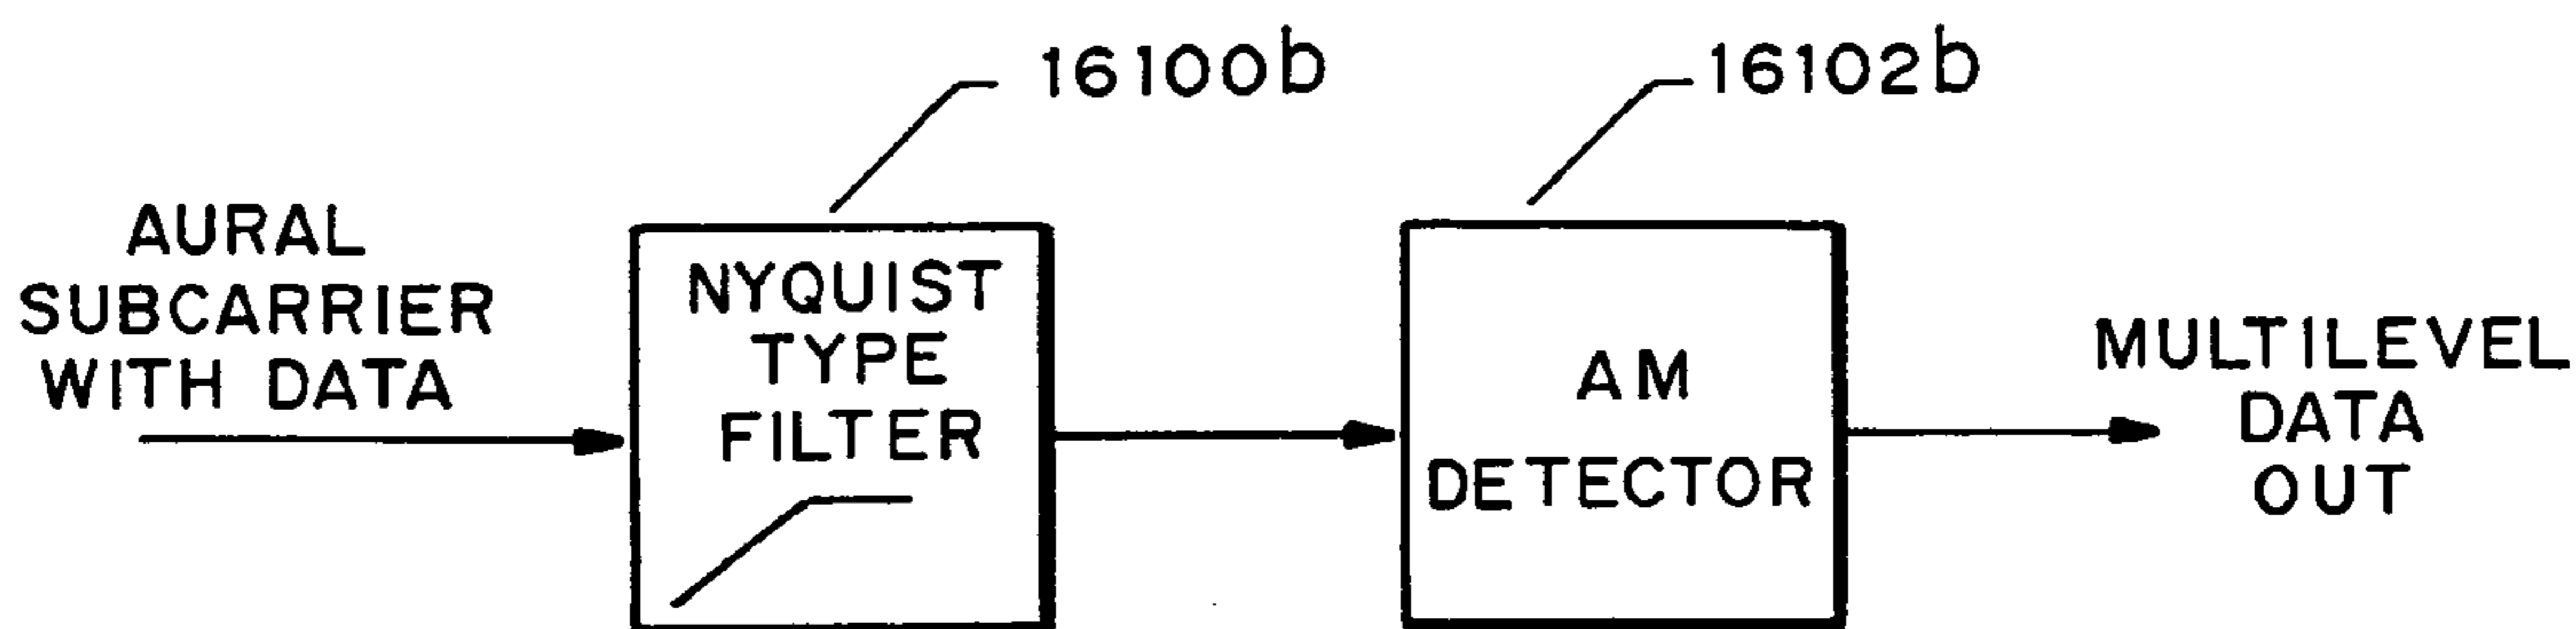 16100b
16102b
AURAL
SUBCARRIER
WITH DATA
NYQUIST
TYPE
FILTER
AM
DETECTOR
MULTILEVEL
DATA
OUT